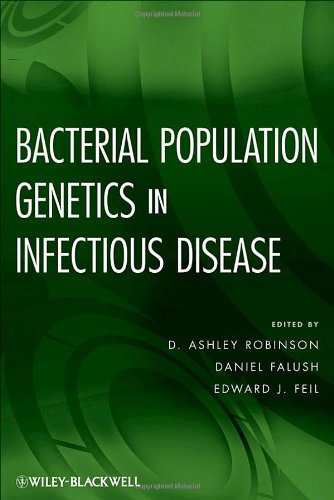 BACTERIAL POPULATION
GENETICS IN
INFECTIOUS DISEASE
EDITED BY
D. ASHLEY ROBINSON
DANIEL FALUSH
EDWARD J. FEIL
WILEY-BLACKWELL